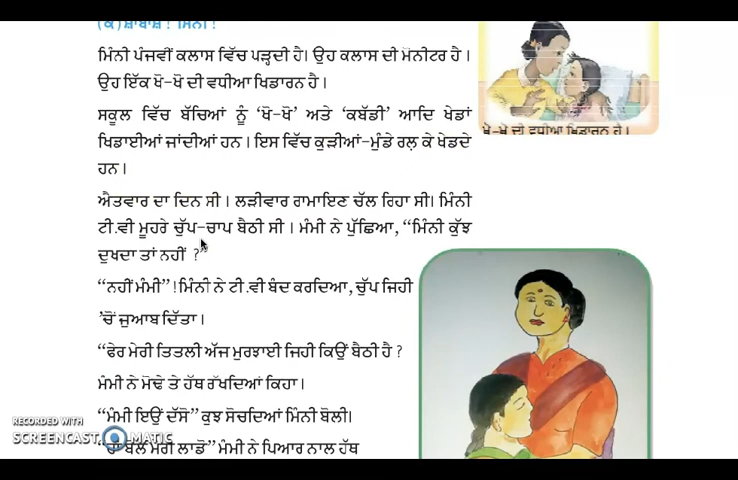 (ੳ) ਸ਼ਾਬਾਸ਼ ! ਮਿੰਨੀ !
ਮਿੰਨੀ ਪੰਜਵੀਂ ਕਲਾਸ ਵਿੱਚ ਪੜ੍ਹਦੀ ਹੈ। ਉਹ ਕਲਾਸ ਦੀ ਮੋਨੀਟਰ ਹੈ ।
ਉਹ ਇੱਕ ਖੋ-ਖੋ ਦੀ ਵਧੀਆ ਖਿਡਾਰਨ ਹੈ ।
ਖੋ-ਖੋ ਦੀ ਵਧੀਆ ਖਿਡਾਰਨ ਹੈ ।
ਸਕੂਲ ਵਿੱਚ ਬੱਚਿਆਂ ਨੂੰ ‘ਖੋ-ਖੋ’ ਅਤੇ ‘ਕਬੱਡੀ’ ਆਦਿ ਖੇਡਾਂ
ਖਿਡਾਈਆਂ ਜਾਂਦੀਆਂ ਹਨ । ਇਸ ਵਿੱਚ ਕੁੜੀਆਂ-ਮੁੰਡੇ ਰਲ਼ ਕੇ ਖੇਡਦੇ
ਹਨ ।
ਐਤਵਾਰ ਦਾ ਦਿਨ ਸੀ । ਲੜੀਵਾਰ ਰਾਮਾਇਣ ਚੱਲ ਰਿਹਾ ਸੀ। ਮਿੰਨੀ
ਟੀ.ਵੀ ਮੂਹਰੇ ਚੁੱਪ-ਚਾਪ ਬੈਠੀ ਸੀ । ਮੰਮੀ ਨੇ ਪੁੱਛਿਆ, “ਮਿੰਨੀ ਕੁੱਝ
ਦੁਖਦਾ ਤਾਂ ਨਹੀਂ ?”
“ਨਹੀਂ ਮੰਮੀ” !ਮਿੰਨੀ ਨੇ ਟੀ .ਵੀ ਬੰਦ ਕਰਦਿਆ, ਚੁੱਪ ਜਿਹੀ
’ਚੋਂ ਜੁਆਬ ਦਿੱਤਾ ।
“ਫੇਰ ਮੇਰੀ ਤਿਤਲੀ ਅੱਜ ਮੁਰਝਾਈ ਜਿਹੀ ਕਿਉਂ ਬੈਠੀ ਹੈ ?
ਮੰਮੀ ਨੇ ਮੋਢੇ ਤੇ ਹੱਥ ਰੱਖਦਿਆਂ ਕਿਹਾ ।
“ਮੰਮੀ ਇਉਂ ਦੱਸੋ” ਕੁਝ ਸੋਚਦਿਆਂ ਮਿੰਨੀ ਬੋਲੀ।
“ਹਾਂ ਬੋਲ ਮੇਰੀ ਲਾਡੋ” ਮੰਮੀ ਨੇ ਪਿਆਰ ਨਾਲ ਹੱਥ
RECORDED WITH
SCREENCAST MATIC